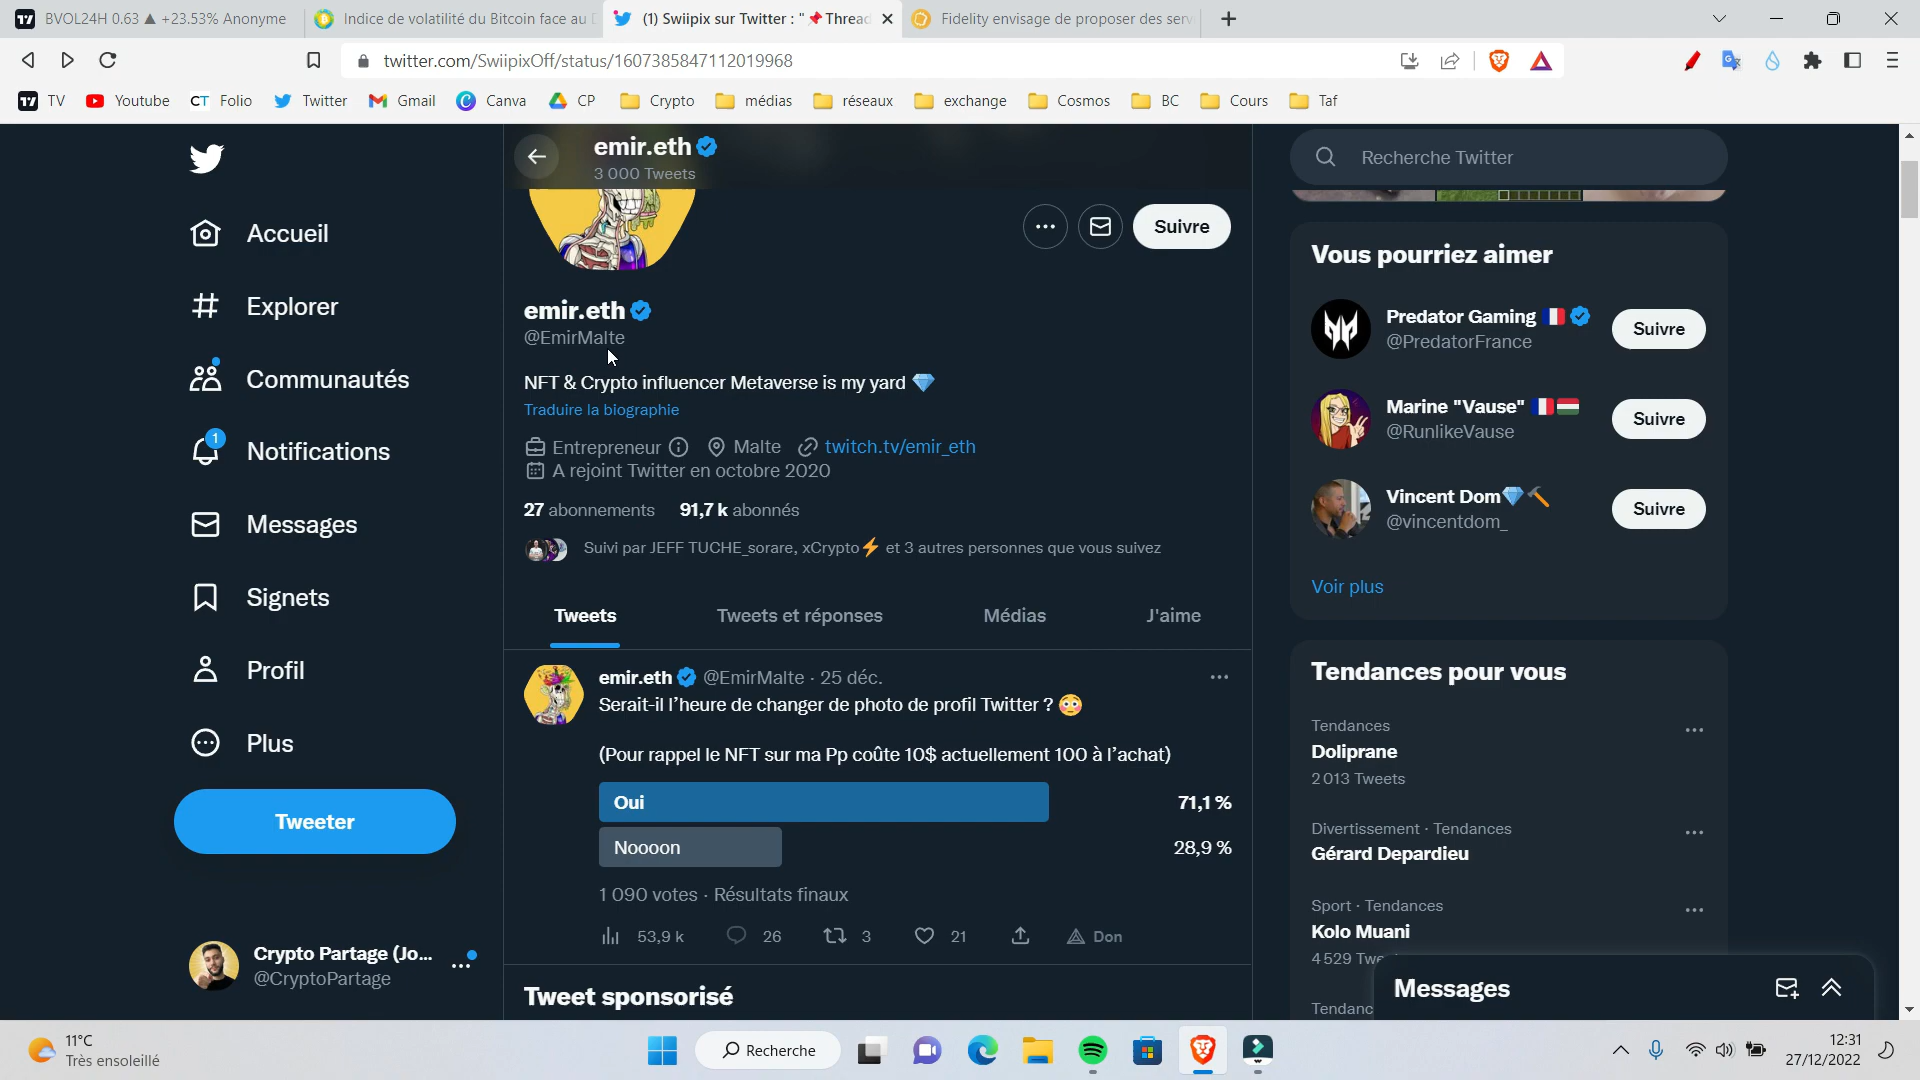 BVOL24H 0.63 ▲ +23.53% Anonyme
Indice de volatilité du Bitcoin face au
(1) Swiipix sur Twitter : "📌Thread
Fidelity envisage de proposer des serv
twitter.com/SwiipixOff/status/1607385847112019968
TV
Youtube
CT Folio
Twitter
Gmail
Canva
CP
Crypto
médias
réseaux
exchange
Cosmos
BC
Cours
Taf
emir.eth
3 000 Tweets
Recherche Twitter
Accueil
Explorer
Communautés
1
Notifications
Messages
Signets
Profil
Plus
Tweeter
Crypto Partage (Jo...
@CryptoPartage
Suivre
emir.eth
@EmirMalte
NFT & Crypto influencer Metaverse is my yard 💎
Traduire la biographie
Entrepreneur Malte twitch.tv/emir_eth
A rejoint Twitter en octobre 2020
27 abonnements 91,7 k abonnés
Suivi par JEFF TUCHE_sorare, xCrypto⚡ et 3 autres personnes que vous suivez
Tweets
Tweets et réponses
Médias
J'aime
emir.eth @EmirMalte · 25 déc.
Serait-il l’heure de changer de photo de profil Twitter ? 😳
(Pour rappel le NFT sur ma Pp coûte 10$ actuellement 100 à l’achat)
Oui 71,1 %
Noooon 28,9 %
1 090 votes · Résultats finaux
53,9 k 26 3 21 Don
Tweet sponsorisé
Vous pourriez aimer
Predator Gaming 🇫🇷
@PredatorFrance
Suivre
Marine "Vause" 🇫🇷🇭🇺
@RunlikeVause
Suivre
Vincent Dom💎🔨
@vincentdom_
Suivre
Voir plus
Tendances pour vous
Tendances
Doliprane
2 013 Tweets
Divertissement · Tendances
Gérard Depardieu
Sport · Tendances
Kolo Muani
4 529 Twe
Tendanc
Messages
11°C
Très ensoleillé
Recherche
12:31
27/12/2022